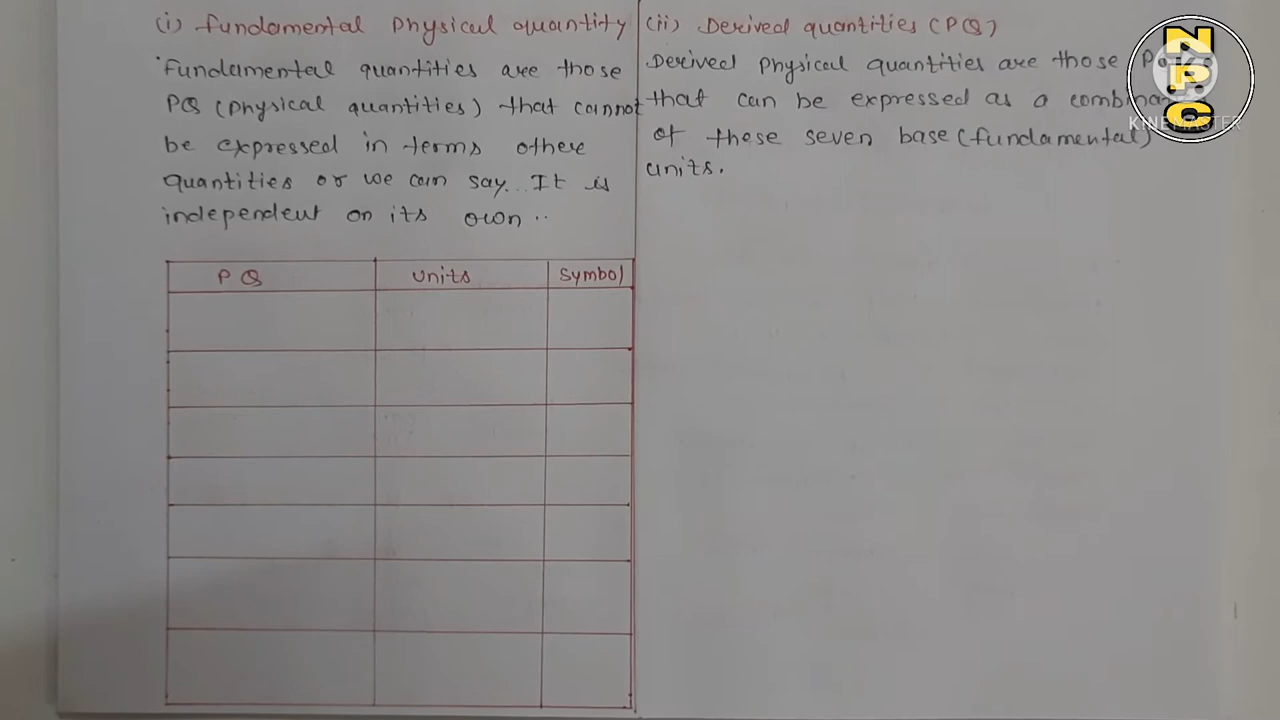 (i) fundamental Physical quantity
Fundamental quantities are those
PQ (Physical quantities) that cannot
be expressed in terms othere
quantities or we can say... It is
independent on its own ..
PQ Units Symbol
(ii) Derived quantities (PQ)
Derived Physical quantities are those
that can be expressed as a
of these seven base (fundamental)
units.
NPC
KINEMASTER